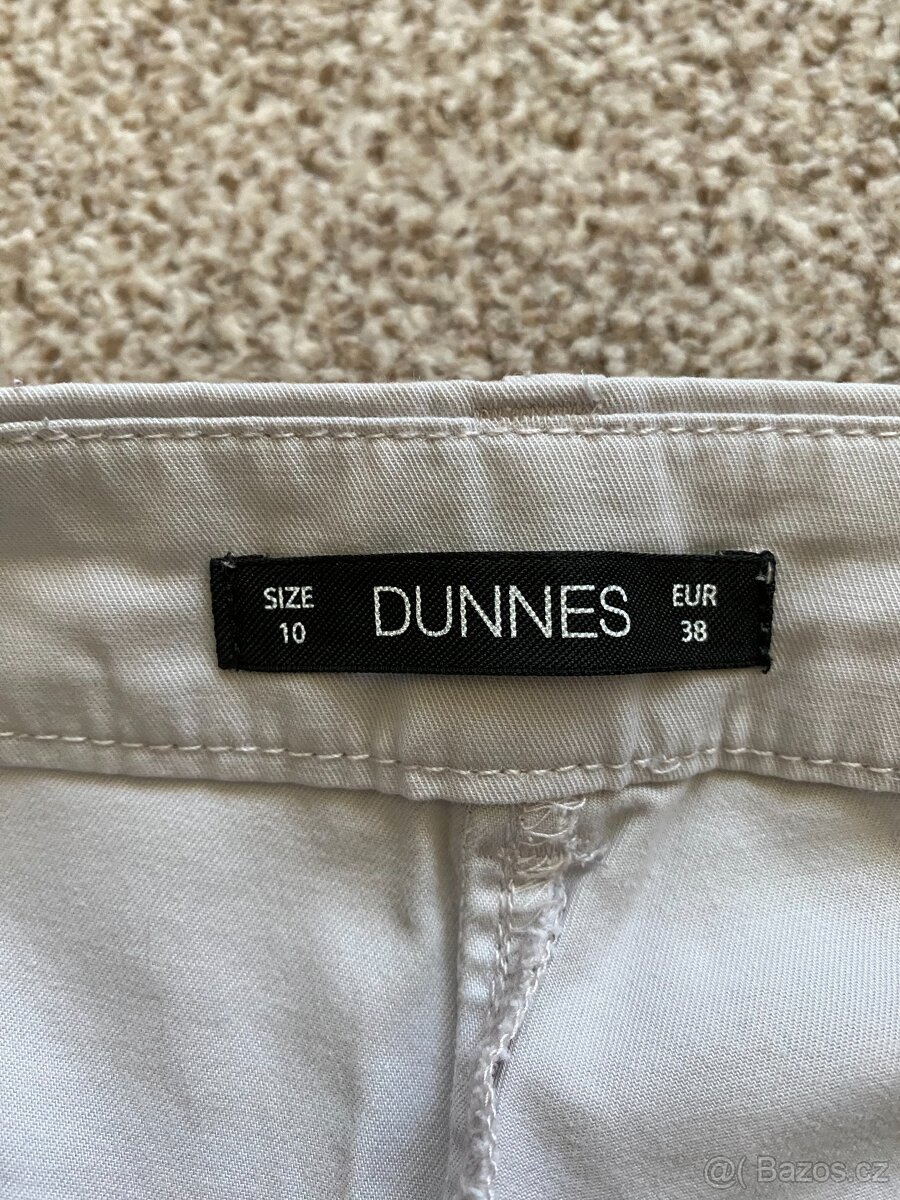 SIZE
10
DUNNES
EUR
38
@( Bazos.cz